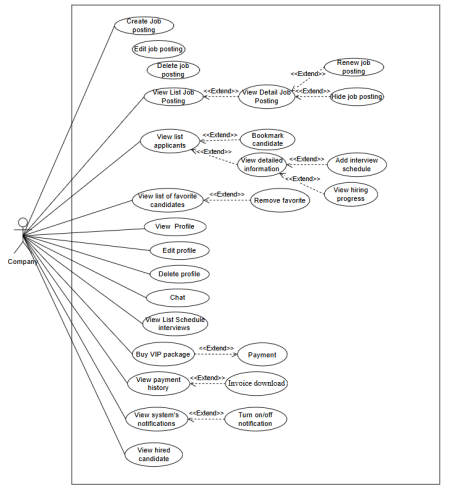 Create Job
posting
Edit job posting
Delete job
posting
Renew job
posting
<<Extend>>
View List Job
Posting
<<Extend>>
View Detail Job
Posting
<<Extend>>
Hide job posting
View list
applicants
<<Extend>>
Bookmark
candidate
<<Extend>>
View detailed
information
<<Extend>>
Add interview
schedule
<<Extend>>
View hiring
progress
View list of favorite
candidates
<<Extend>>
Remove favorite
View Profile
Edit profile
Company
Delete profile
Chat
View List Schedule
interviews
Buy VIP package
<<Extend>>
Payment
View payment
history
<<Extend>>
Invoice download
View system's
notifications
<<Extend>>
Turn on/off
notification
View hired
candidate